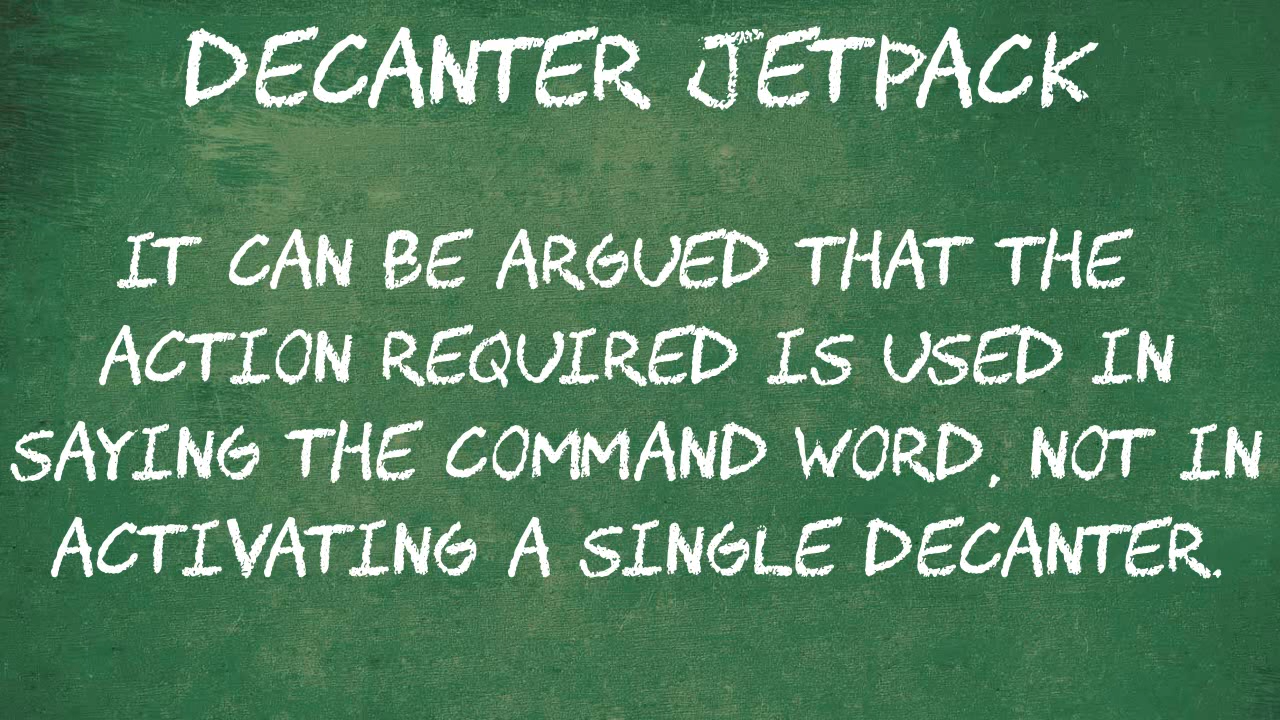 DECANTER JETPACK
IT CAN BE ARGUED THAT THE
ACTION REQUIRED IS USED IN
SAYING THE COMMAND WORD, NOT IN
ACTIVATING A SINGLE DECANTER.